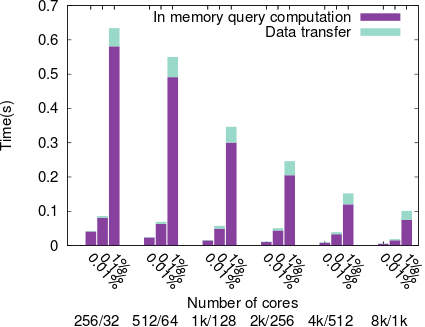 In memory query computation
Data transfer
0.7
0.6
0.5
0.4
0.3
0.2
0.1
0
Time(s)
0.01% 0.1% 1%
0.01% 0.1% 1%
0.01% 0.1% 1%
0.01% 0.1% 1%
0.01% 0.1% 1%
0.01% 0.1% 1%
Number of cores
256/32 512/64 1k/128 2k/256 4k/512 8k/1k